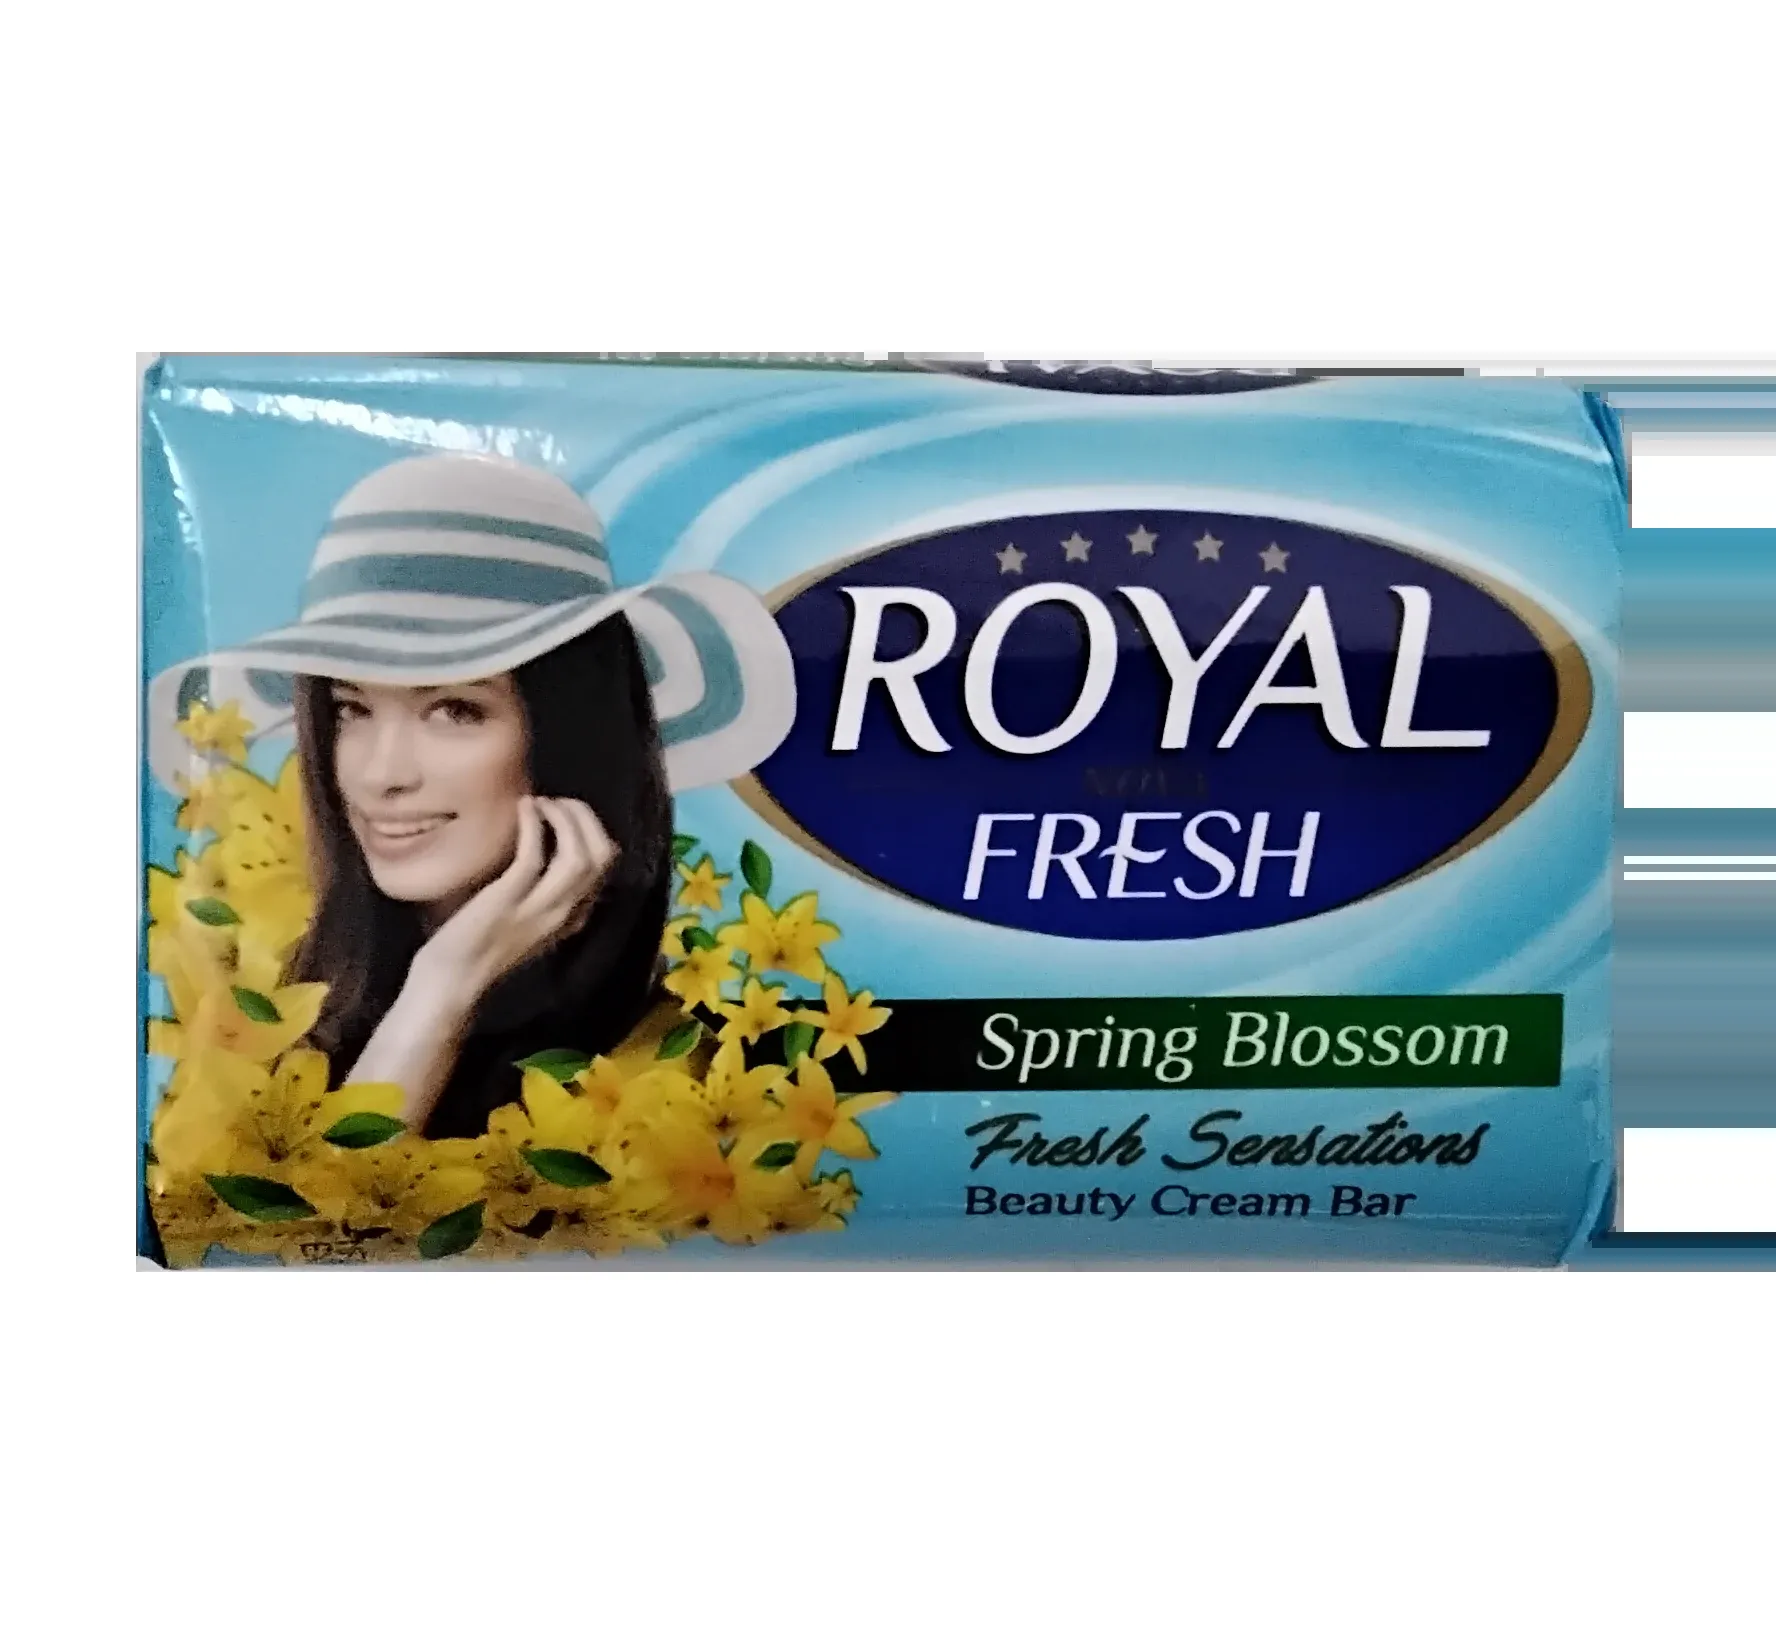 ROYAL
FRESH
Spring Blossom
Fresh Sensations
Beauty Cream Bar